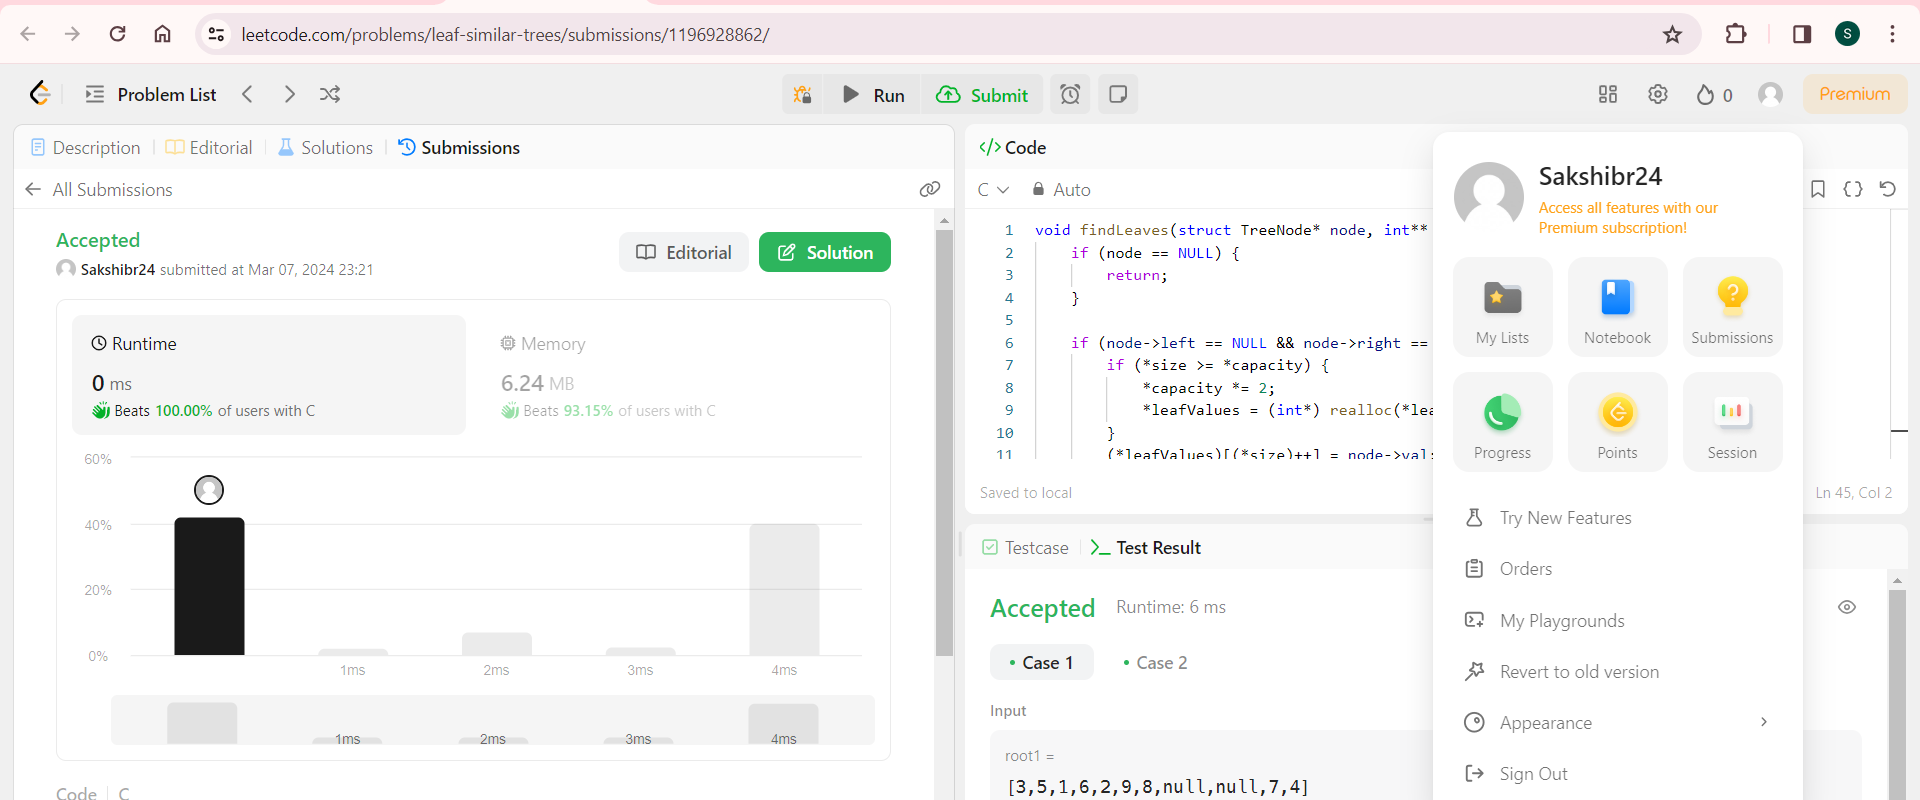 leetcode.com/problems/leaf-similar-trees/submissions/1196928862/
S
Problem List
Run
Submit
0
Premium
Description
Editorial
Solutions
Submissions
All Submissions
Accepted
Sakshibr24 submitted at Mar 07, 2024 23:21
Editorial
Solution
Runtime
0 ms
Beats 100.00% of users with C
Memory
6.24 MB
Beats 93.15% of users with C
60%
40%
20%
0%
1ms
2ms
3ms
4ms
1ms
2ms
3ms
4ms
Code
C
</> Code
C
Auto
1 void findLeaves(struct TreeNode* node, int**
2 if (node == NULL) {
3 return;
4 }
5
6 if (node->left == NULL && node->right ==
7 if (*size >= *capacity) {
8 *capacity *= 2;
9 *leafValues = (int*) realloc(*lea
10 }
11 (*leafValues)[(*size)++] = node->val;
Saved to local
Ln 45, Col 2
Testcase
Test Result
Accepted
Runtime: 6 ms
Case 1
Case 2
Input
root1 =
[3,5,1,6,2,9,8,null,null,7,4]
Sakshibr24
Access all features with our
Premium subscription!
My Lists
Notebook
Submissions
Progress
Points
Session
Try New Features
Orders
My Playgrounds
Revert to old version
Appearance
Sign Out